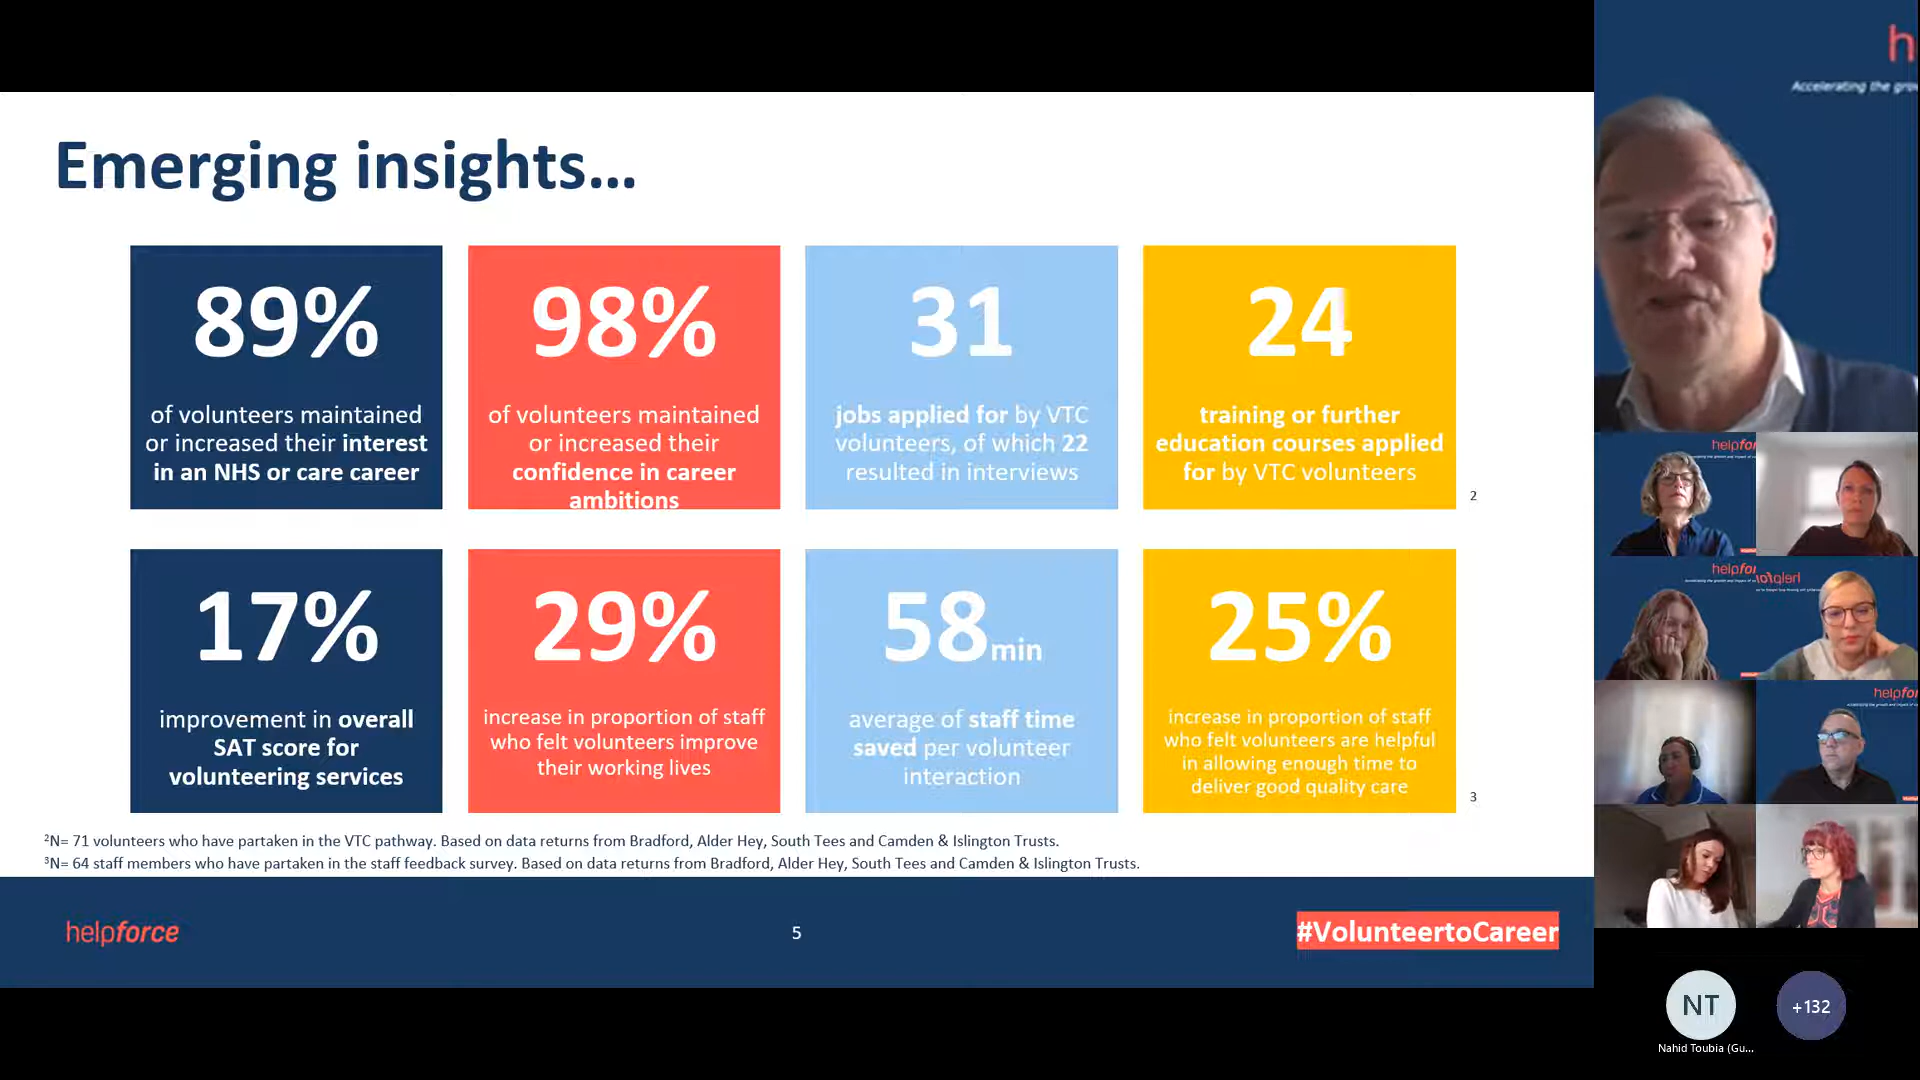 Emerging insights...
89%
of volunteers maintained
or increased their interest
in an NHS or care career
98%
of volunteers maintained
or increased their
confidence in career
ambitions
31
jobs applied for by VTC
volunteers, of which 22
resulted in interviews
24
training or further
education courses applied
for by VTC volunteers
2
17%
improvement in overall
SAT score for
volunteering services
29%
increase in proportion of staff
who felt volunteers improve
their working lives
58min
average of staff time
saved per volunteer
interaction
25%
increase in proportion of staff
who felt volunteers are helpful
in allowing enough time to
deliver good quality care
3
²N= 71 volunteers who have partaken in the VTC pathway. Based on data returns from Bradford, Alder Hey, South Tees and Camden & Islington Trusts.
³N= 64 staff members who have partaken in the staff feedback survey. Based on data returns from Bradford, Alder Hey, South Tees and Camden & Islington Trusts.
helpforce
5
#VolunteertoCareer
h
Accelerating the gro
helpfor
helpfor
helpfor
NT
+132
Nahid Toubia (Gu...